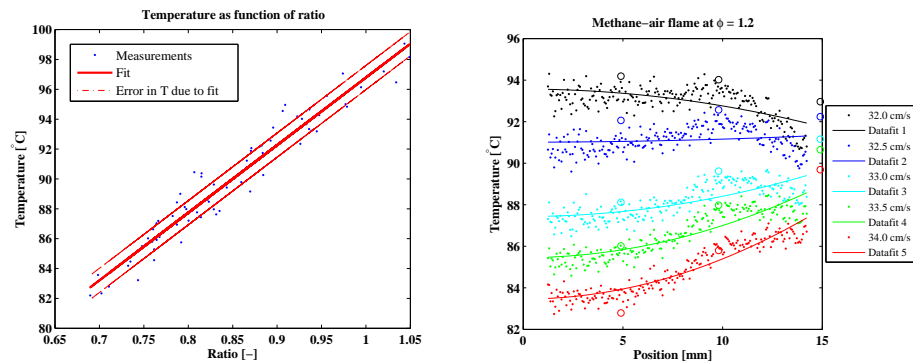 Temperature as function of ratio
100
98
96
94
92
90
88
86
84
82
80
Temperature [°C]
Measurements
Fit
Error in T due to fit
0.65
0.7
0.75
0.8
0.85
0.9
0.95
1
1.05
Ratio [−]
Methane−air flame at ϕ = 1.2
96
94
92
90
88
86
84
82
Temperature [°C]
0
5
10
15
Position [mm]
32.0 cm/s
Datafit 1
32.5 cm/s
Datafit 2
33.0 cm/s
Datafit 3
33.5 cm/s
Datafit 4
34.0 cm/s
Datafit 5